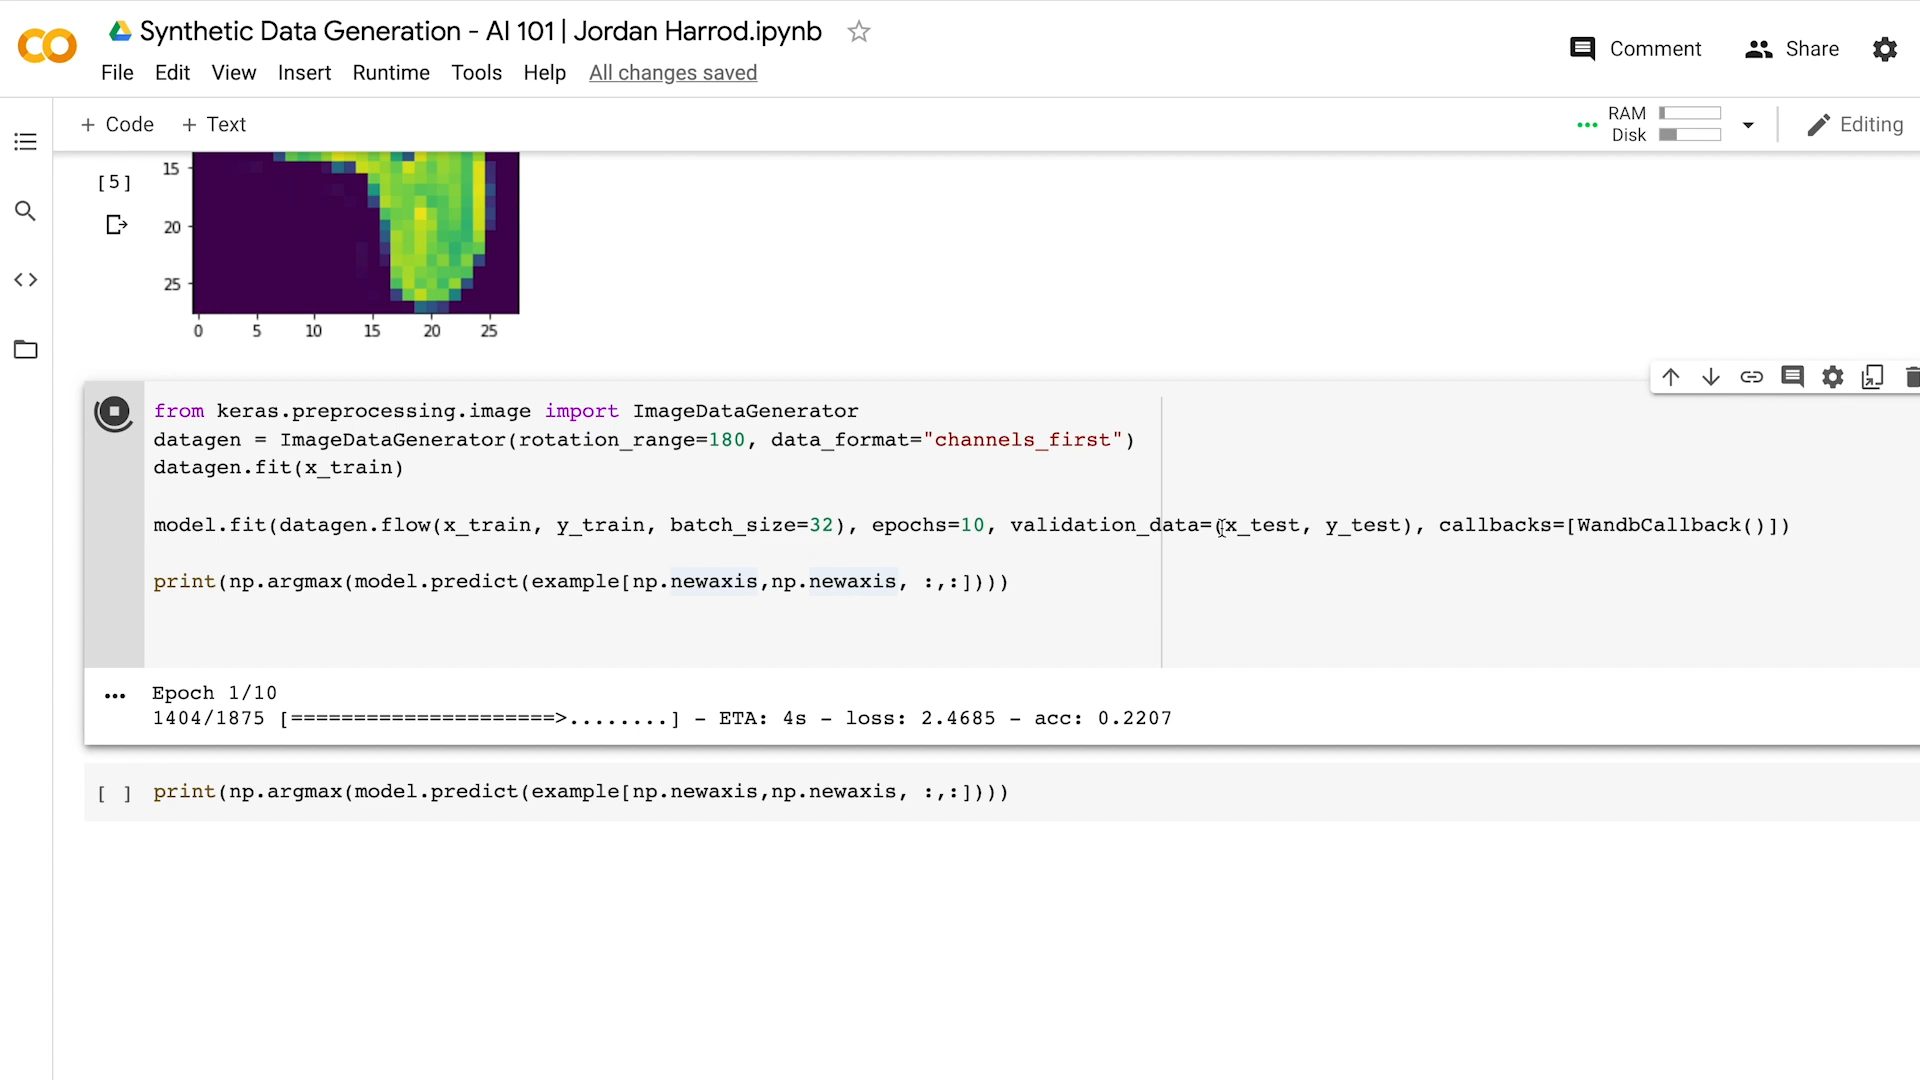 Synthetic Data Generation - AI 101 | Jordan Harrod.ipynb
Comment Share
File Edit View Insert Runtime Tools Help All changes saved
+ Code + Text
RAM
Disk
Editing
[5]
15
20
25
0 5 10 15 20 25
from keras.preprocessing.image import ImageDataGenerator
datagen = ImageDataGenerator(rotation_range=180, data_format="channels_first")
datagen.fit(x_train)
model.fit(datagen.flow(x_train, y_train, batch_size=32), epochs=10, validation_data=(x_test, y_test), callbacks=[WandbCallback()])
print(np.argmax(model.predict(example[np.newaxis,np.newaxis, :,:])))
Epoch 1/10
1404/1875 [=====================>........] - ETA: 4s - loss: 2.4685 - acc: 0.2207
[ ] print(np.argmax(model.predict(example[np.newaxis,np.newaxis, :,:])))